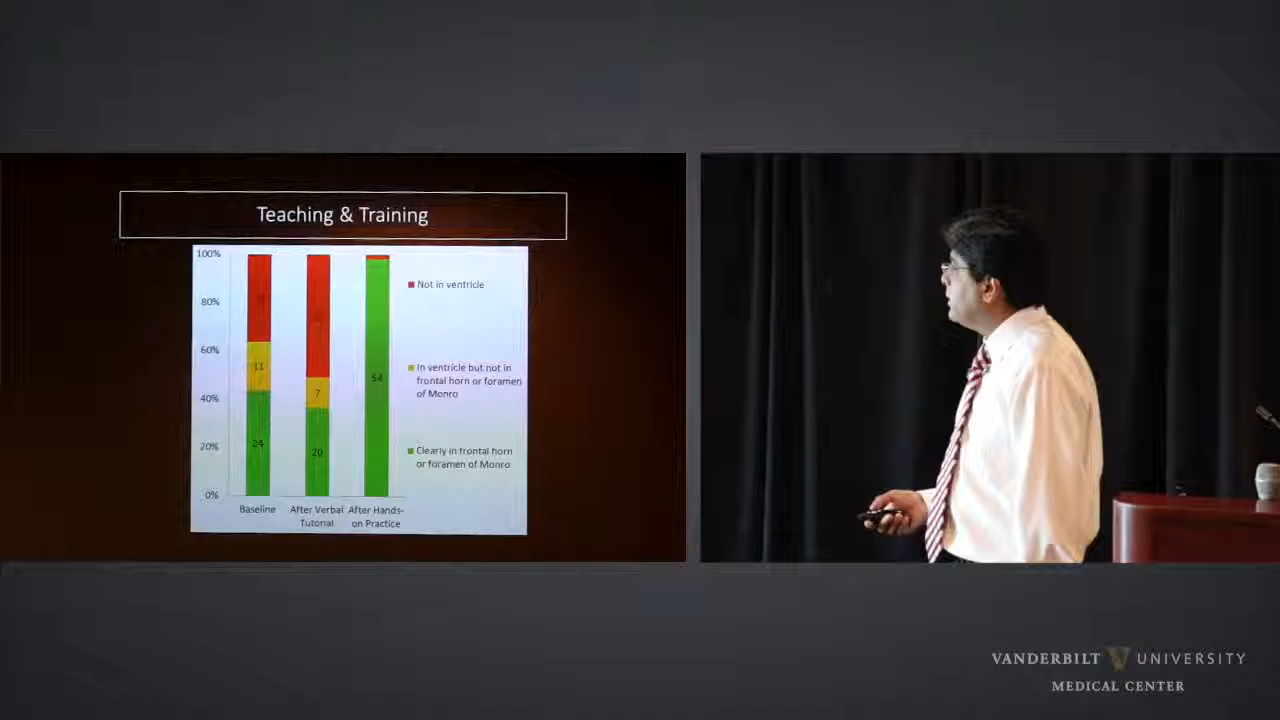 Teaching & Training
100%
80%
60%
40%
20%
0%
11
24
7
20
54
Baseline
After Verbal
Tutorial
After Hands-
on Practice
Not in ventricle
In ventricle but not in
frontal horn or foramen
of Monro
Clearly in frontal horn
or foramen of Monro
VANDERBILT UNIVERSITY
MEDICAL CENTER